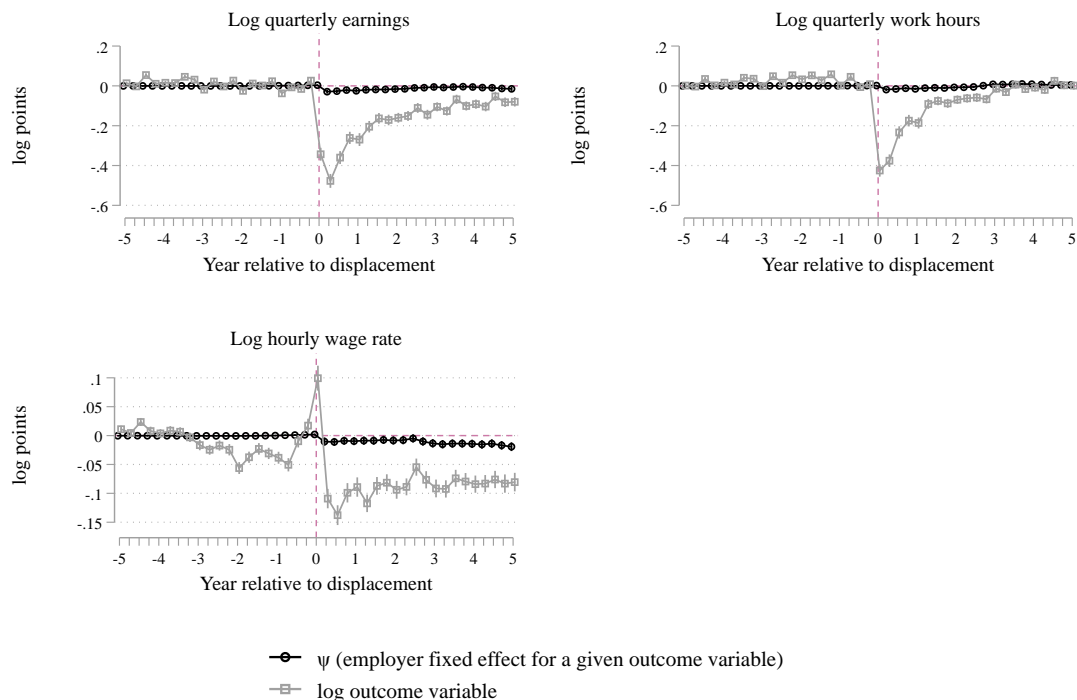 Log quarterly earnings
log points
.2
0
-.2
-.4
-.6
-5 -4 -3 -2 -1 0 1 2 3 4 5
Year relative to displacement
Log quarterly work hours
log points
.2
0
-.2
-.4
-.6
-5 -4 -3 -2 -1 0 1 2 3 4 5
Year relative to displacement
Log hourly wage rate
log points
.1
.05
0
-.05
-.1
-.15
-5 -4 -3 -2 -1 0 1 2 3 4 5
Year relative to displacement
ψ (employer fixed effect for a given outcome variable)
log outcome variable